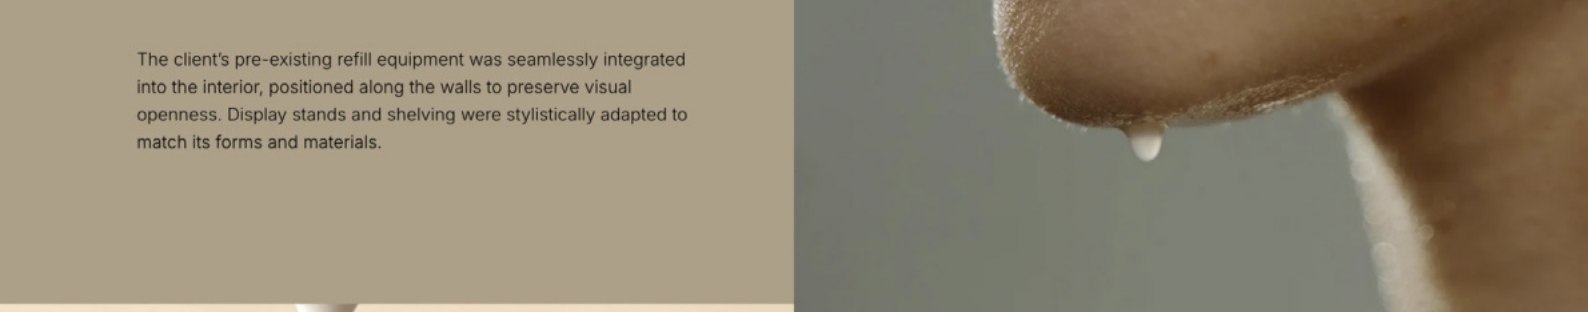 The client’s pre-existing refill equipment was seamlessly integrated
into the interior, positioned along the walls to preserve visual
openness. Display stands and shelving were stylistically adapted to
match its forms and materials.